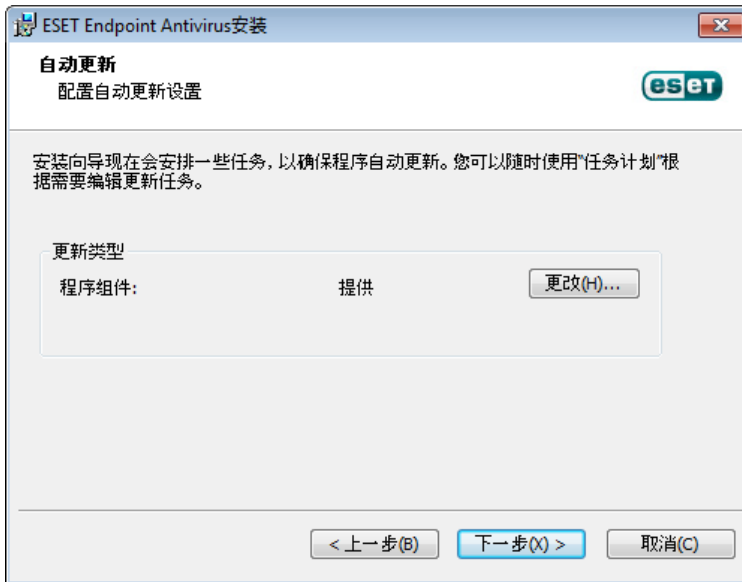 ESET Endpoint Antivirus安装
自动更新
配置自动更新设置
eseT
安装向导现在会安排一些任务，以确保程序自动更新。您可以随时使用"任务计划"根
据需要编辑更新任务。
更新类型
程序组件: 提供 更改(H)...
< 上一步(B) 下一步(X) > 取消(C)